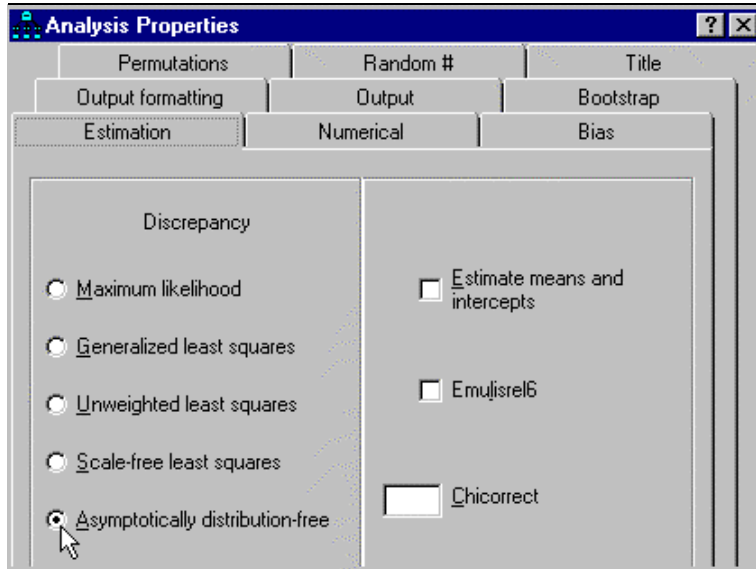 Analysis Properties
Permutations
Random #
Title
Output formatting
Output
Bootstrap
Estimation
Numerical
Bias
Discrepancy
Maximum likelihood
Generalized least squares
Unweighted least squares
Scale-free least squares
Asymptotically distribution-free
Estimate means and
intercepts
Emulisrel6
Chicorrect